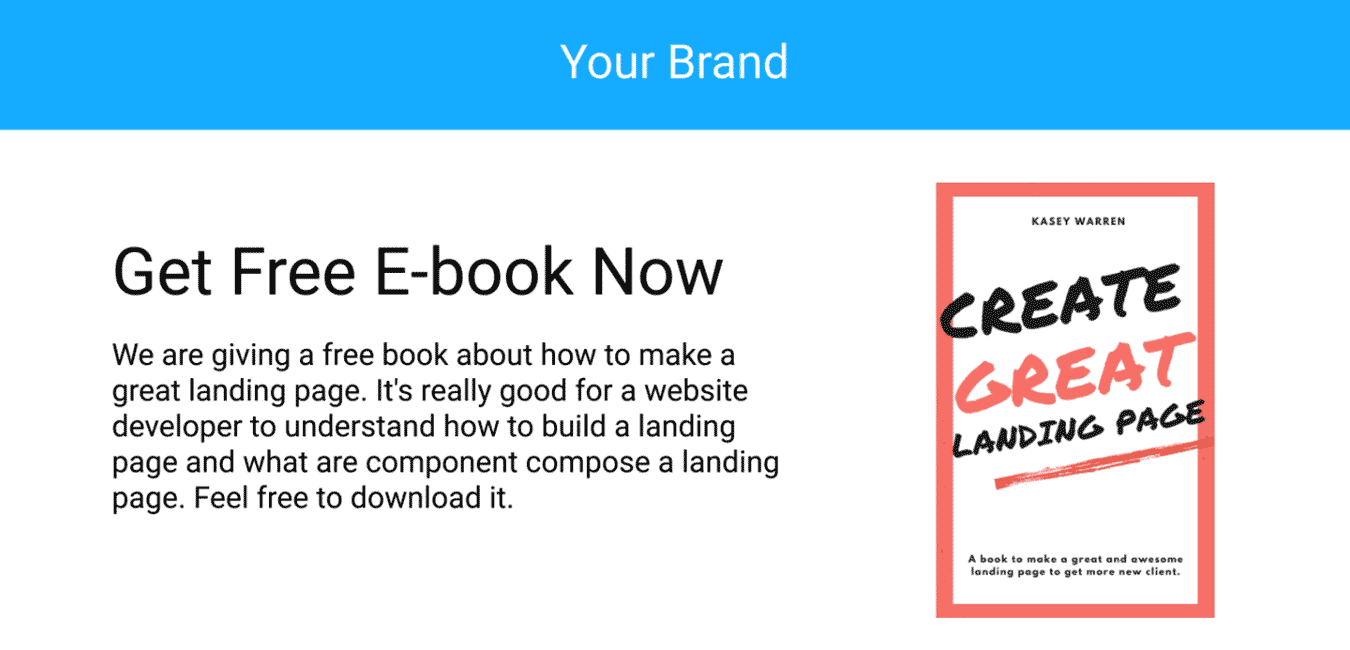 Your Brand
Get Free E-book Now
We are giving a free book about how to make a
great landing page. It's really good for a website
developer to understand how to build a landing
page and what are component compose a landing
page. Feel free to download it.
KASEY WARREN
CREATE
GREAT
LANDING PAGE
A book to make a great and awesome
landing page to get more new client.